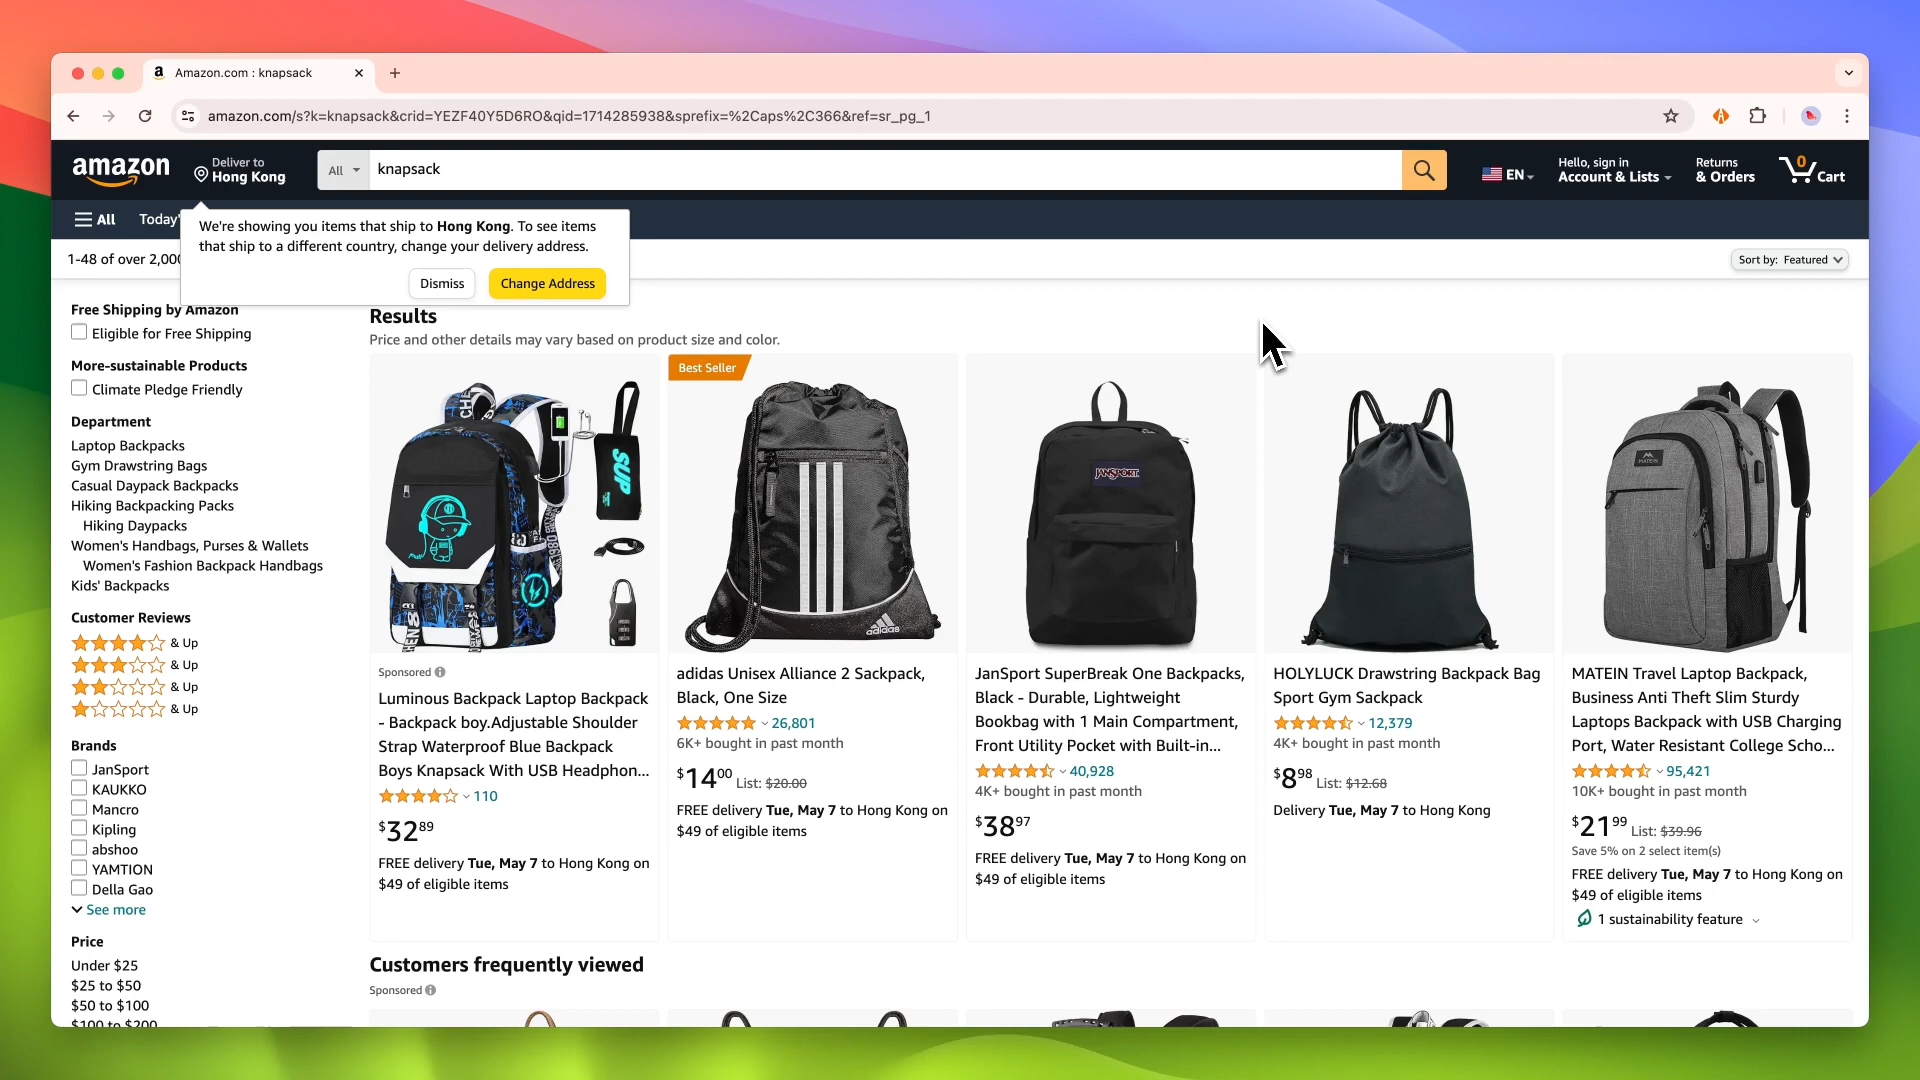 Amazon.com : knapsack
amazon.com/s?k=knapsack&crid=YEZF40Y5D6RO&qid=1714285938&sprefix=%2Caps%2C366&ref=sr_pg_1
amazon
Deliver to
Hong Kong
All
knapsack
EN
Hello, sign in
Account & Lists
Returns
& Orders
0
Cart
All
Today'
We're showing you items that ship to Hong Kong. To see items
that ship to a different country, change your delivery address.
Dismiss
Change Address
1-48 of over 2,000
Sort by: Featured
Free Shipping by Amazon
Eligible for Free Shipping
More-sustainable Products
Climate Pledge Friendly
Department
Laptop Backpacks
Gym Drawstring Bags
Casual Daypack Backpacks
Hiking Backpacking Packs
Hiking Daypacks
Women's Handbags, Purses & Wallets
Women's Fashion Backpack Handbags
Kids' Backpacks
Customer Reviews
& Up
& Up
& Up
& Up
Brands
JanSport
KAUKKO
Mancro
Kipling
abshoo
YAMTION
Della Gao
See more
Price
Under $25
$25 to $50
$50 to $100
$100 to $200
Results
Price and other details may vary based on product size and color.
SUP
Sponsored
Luminous Backpack Laptop Backpack
- Backpack boy.Adjustable Shoulder
Strap Waterproof Blue Backpack
Boys Knapsack With USB Headphon...
110
$32 89
FREE delivery Tue, May 7 to Hong Kong on
$49 of eligible items
Best Seller
adidas
adidas Unisex Alliance 2 Sackpack,
Black, One Size
26,801
6K+ bought in past month
$14 00 List: $20.00
FREE delivery Tue, May 7 to Hong Kong on
$49 of eligible items
JANSPORT
JanSport SuperBreak One Backpacks,
Black - Durable, Lightweight
Bookbag with 1 Main Compartment,
Front Utility Pocket with Built-in...
40,928
4K+ bought in past month
$38 97
FREE delivery Tue, May 7 to Hong Kong on
$49 of eligible items
HOLYLUCK Drawstring Backpack Bag
Sport Gym Sackpack
12,379
4K+ bought in past month
$8 98 List: $12.68
Delivery Tue, May 7 to Hong Kong
MATEIN
MATEIN Travel Laptop Backpack,
Business Anti Theft Slim Sturdy
Laptops Backpack with USB Charging
Port, Water Resistant College Scho...
95,421
10K+ bought in past month
$21 99 List: $39.96
Save 5% on 2 select item(s)
FREE delivery Tue, May 7 to Hong Kong on
$49 of eligible items
1 sustainability feature
Customers frequently viewed
Sponsored